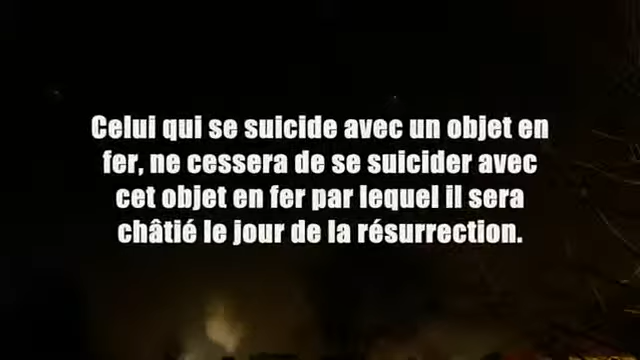 Celui qui se suicide avec un objet en
fer, ne cessera de se suicider avec
cet objet en fer par lequel il sera
châtié le jour de la résurrection.